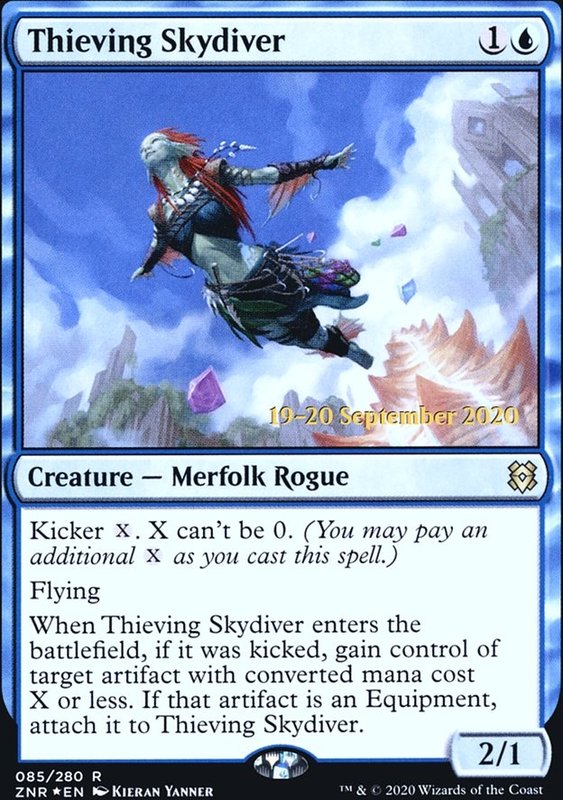 Thieving Skydiver 1
19–20 September 2020
Creature — Merfolk Rogue
Kicker X. X can't be 0. (You may pay an
additional X as you cast this spell.)
Flying
When Thieving Skydiver enters the
battlefield, if it was kicked, gain control of
target artifact with converted mana cost
X or less. If that artifact is an Equipment,
attach it to Thieving Skydiver.
2/1
085/280 R
ZNR ★ EN KIERAN YANNER
™ & © 2020 Wizards of the Coast